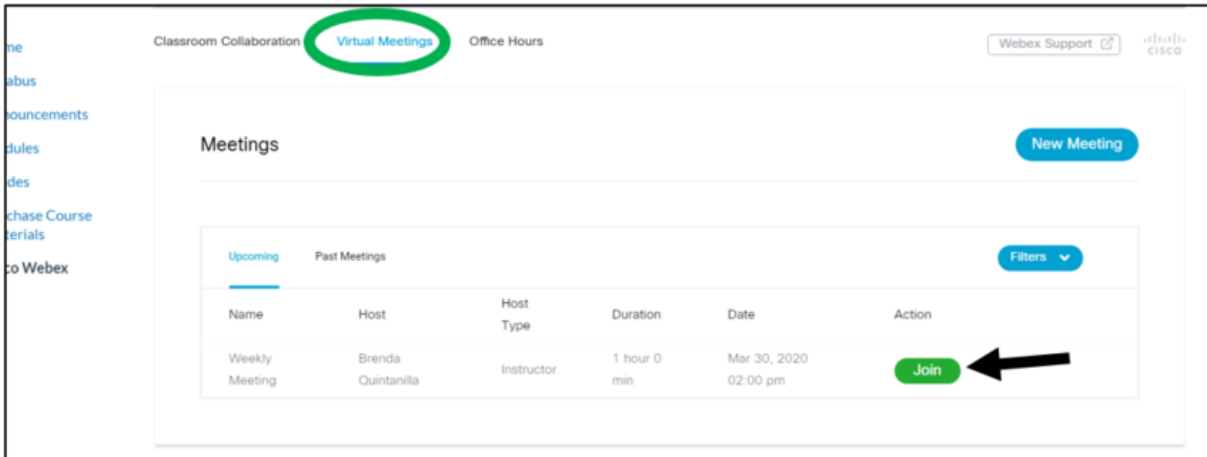 Classroom Collaboration Virtual Meetings Office Hours Webex Support
CISCO
me
abus
nouncements
dules
des
chase Course
terials
co Webex
Meetings New Meeting
Upcoming Past Meetings Filters
Name Host Host Type Duration Date Action
Weekly Meeting Brenda Quintanilla Instructor 1 hour 0 min Mar 30, 2020 02:00 pm Join